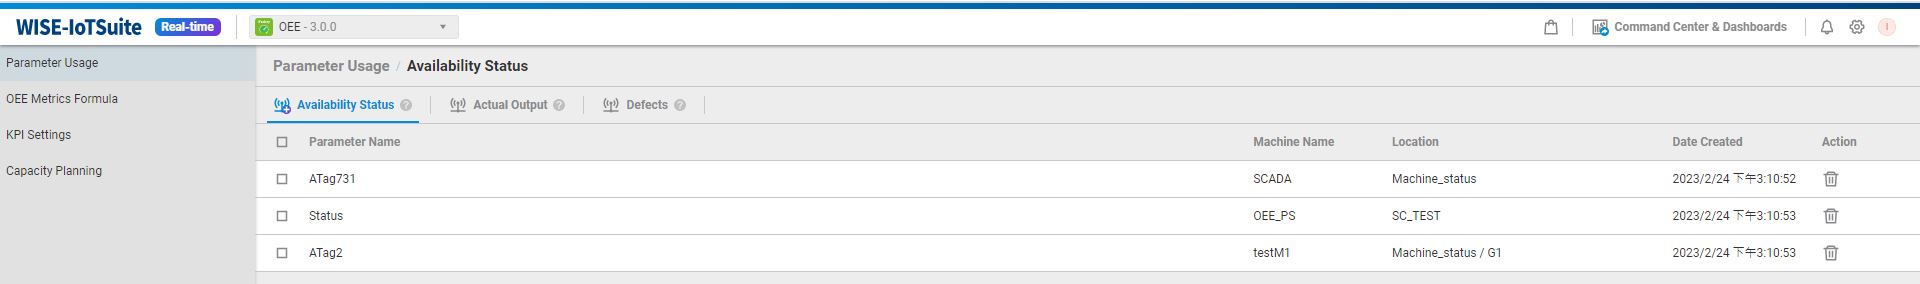 WISE-IoTSuite Real-time OEE - 3.0.0 Command Center & Dashboards I
Parameter Usage
OEE Metrics Formula
KPI Settings
Capacity Planning
Parameter Usage / Availability Status
Availability Status ? Actual Output ? Defects ?
Parameter Name Machine Name Location Date Created Action
ATag731 SCADA Machine_status 2023/2/24 下午3:10:52
Status OEE_PS SC_TEST 2023/2/24 下午3:10:53
ATag2 testM1 Machine_status / G1 2023/2/24 下午3:10:53